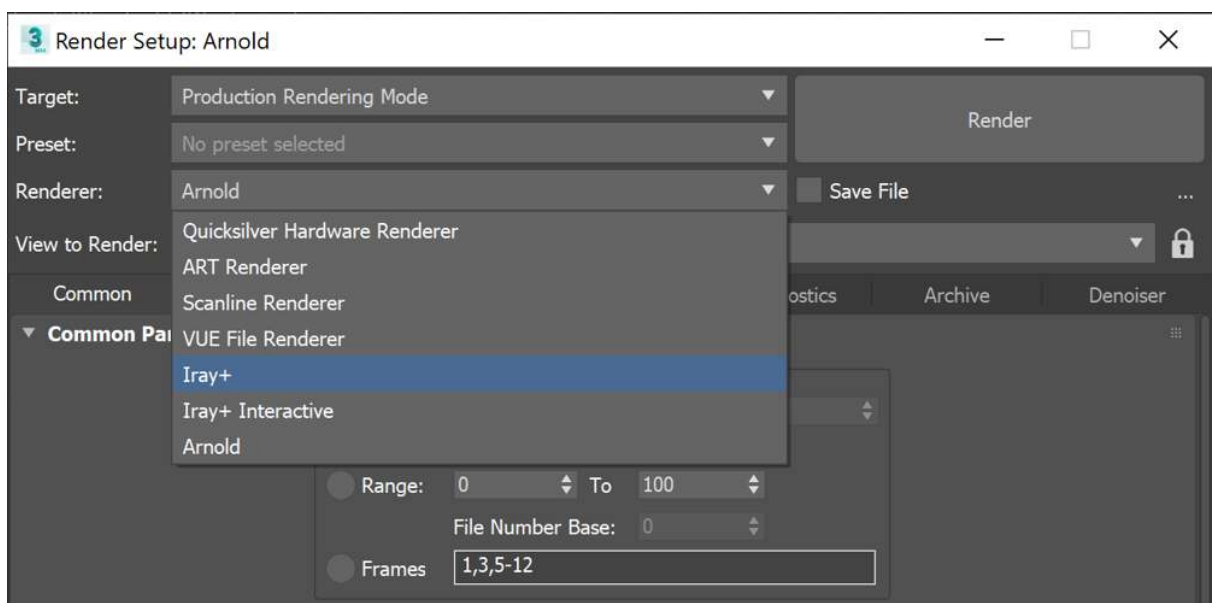 3 Render Setup: Arnold
Target: Production Rendering Mode
Render
Preset: No preset selected
Renderer: Arnold Save File ...
Quicksilver Hardware Renderer
View to Render:
ART Renderer
Common ostics Archive Denoiser
Scanline Renderer
Common Par
VUE File Renderer
Iray+
Iray+ Interactive
Arnold
Range: 0 To 100
File Number Base: 0
Frames 1,3,5-12